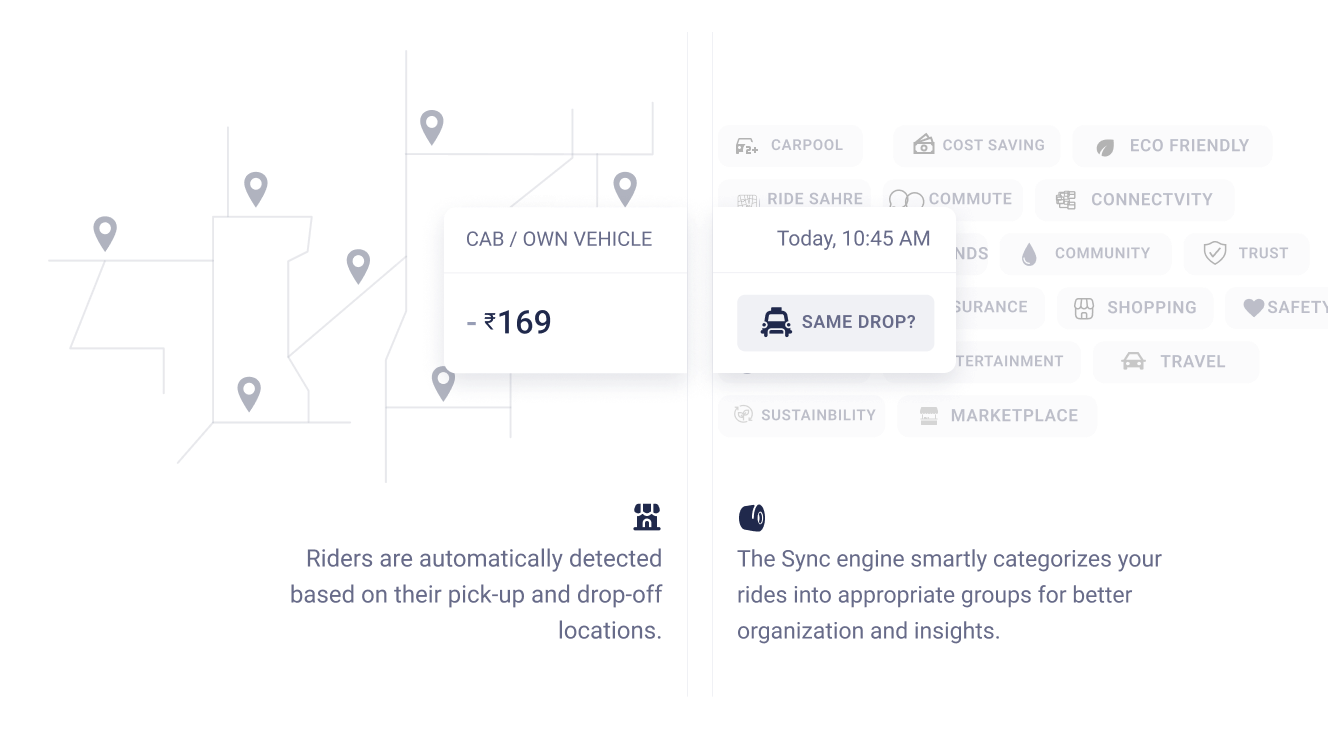 CARPOOL
COST SAVING
ECO FRIENDLY
RIDE SAHRE
COMMUTE
CONNECTVITY
CAB / OWN VEHICLE
Today, 10:45 AM
NDS
COMMUNITY
TRUST
- ₹169
SAME DROP?
SURANCE
SHOPPING
SAFETY
TERTAINMENT
TRAVEL
SUSTAINBILITY
MARKETPLACE
Riders are automatically detected
based on their pick-up and drop-off
locations.
The Sync engine smartly categorizes your
rides into appropriate groups for better
organization and insights.